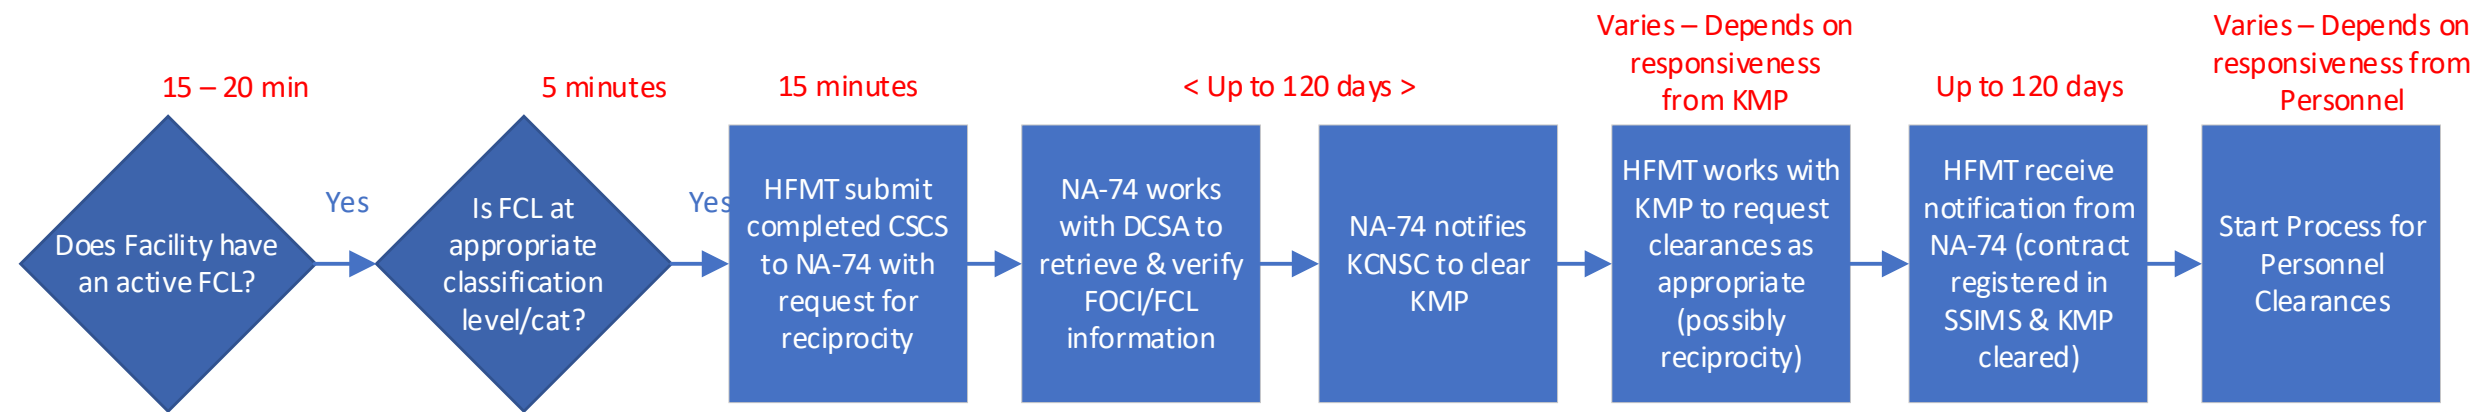 15 – 20 min
5 minutes
15 minutes
< Up to 120 days >
Varies – Depends on
responsiveness
from KMP
Up to 120 days
Varies – Depends on
responsiveness from
Personnel
Does Facility have
an active FCL?
Yes
Is FCL at
appropriate
classification
level/cat?
Yes
HFMT submit
completed CSCS
to NA-74 with
request for
reciprocity
NA-74 works
with DCSA to
retrieve & verify
FOCI/FCL
information
NA-74 notifies
KCNSC to clear
KMP
HFMT works with
KMP to request
clearances as
appropriate
(possibly
reciprocity)
HFMT receive
notification from
NA-74 (contract
registered in
SSIMS & KMP
cleared)
Start Process for
Personnel
Clearances